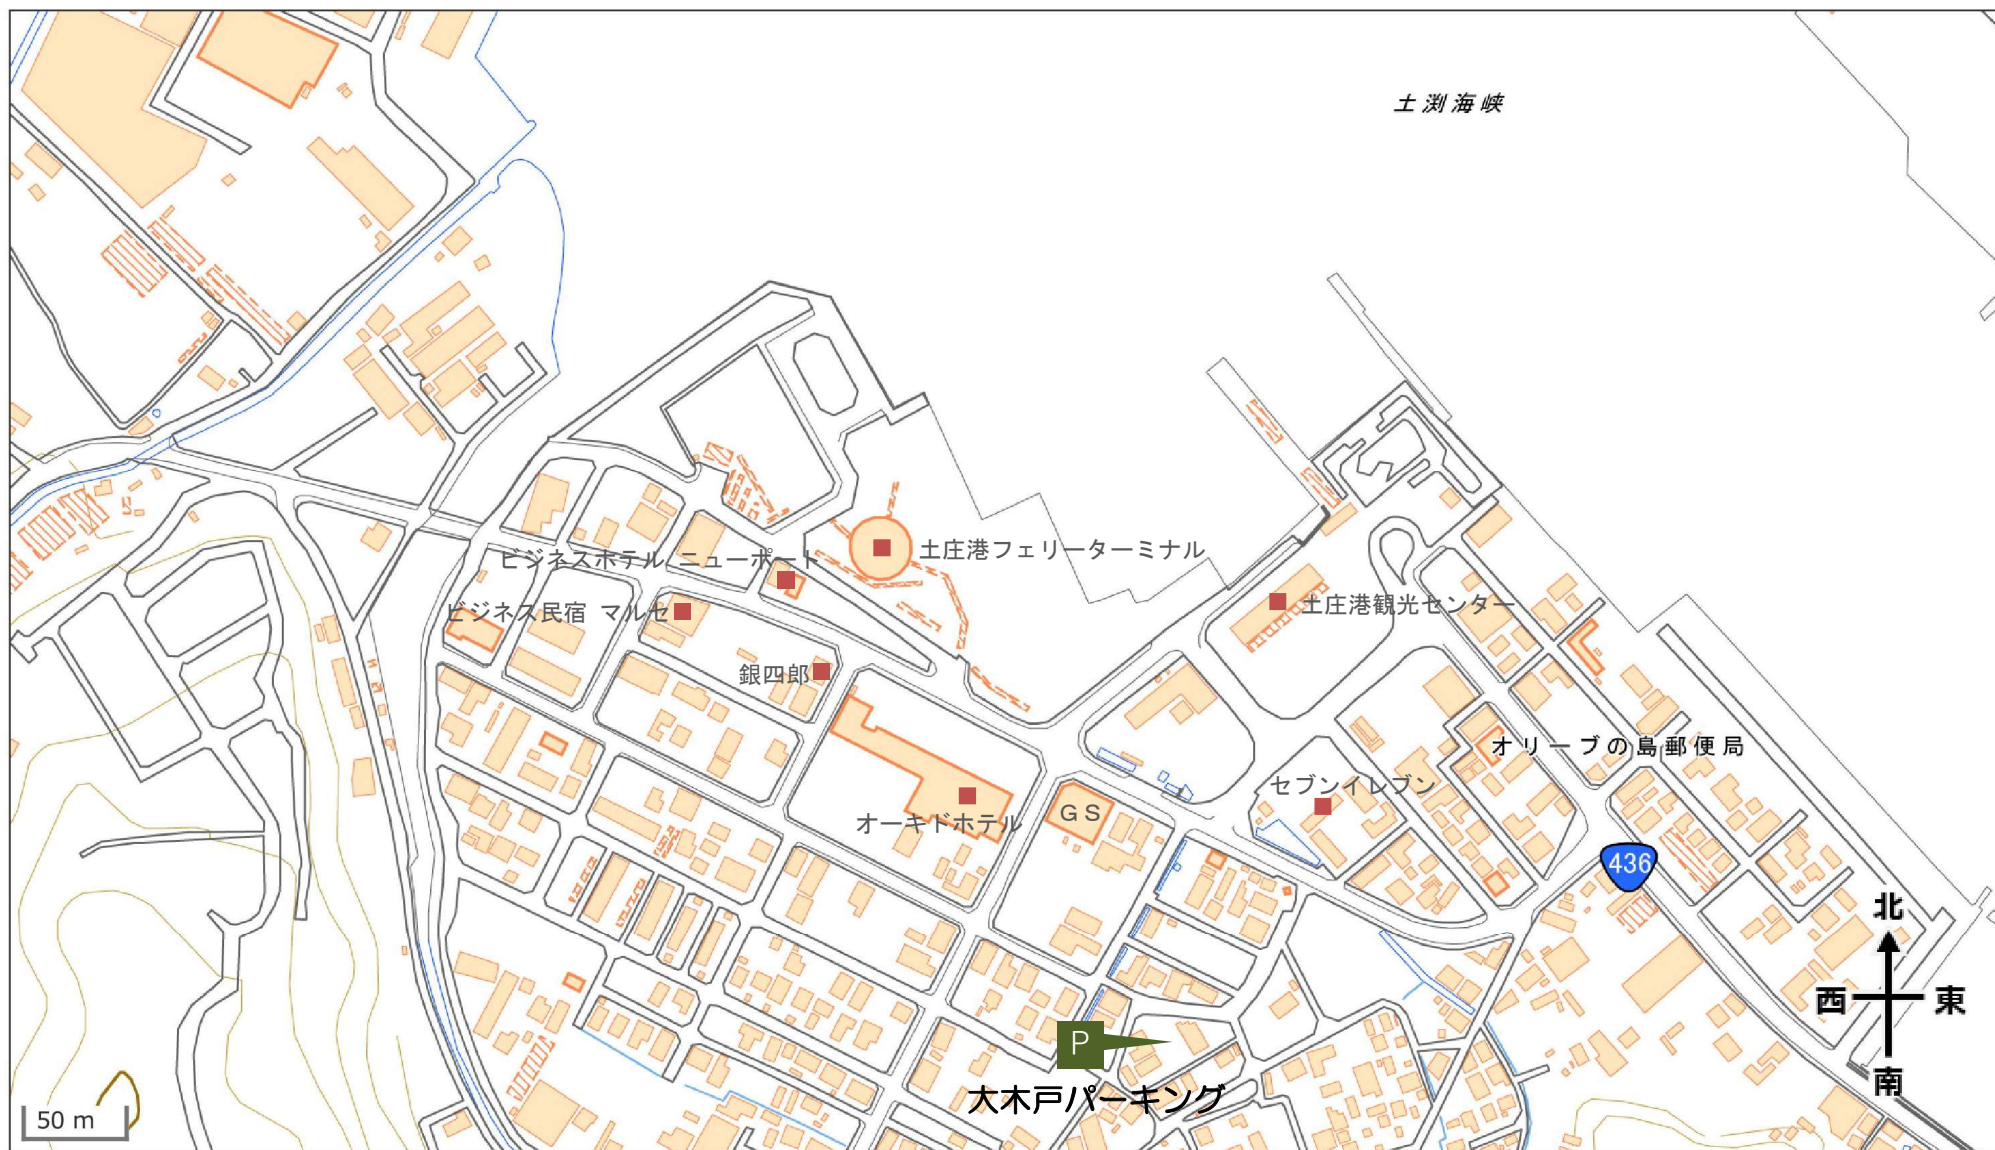 土渕海峡
土庄港フェリーターミナル
ビジネスホテル ニューポート
ビジネス民宿 マルセ
土庄港観光センター
銀四郎
オリーブの島郵便局
セブンイレブン
オーキドホテル
GS
436
北
西
東
南
P
大木戸パーキング
50 m